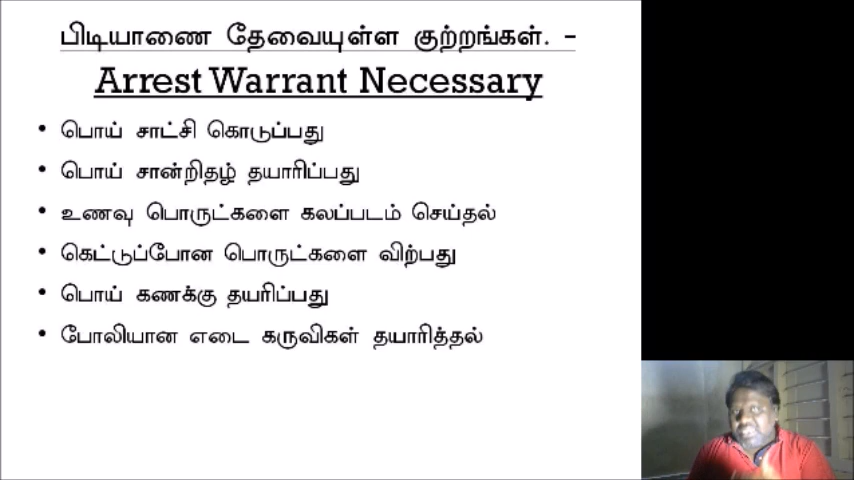 பிடியாணை தேவையுள்ள குற்றங்கள். -
Arrest Warrant Necessary
• பொய் சாட்சி கொடுப்பது
• பொய் சான்றிதழ் தயாரிப்பது
• உணவு பொருட்களை கலப்படம் செய்தல்
• கெட்டுப்போன பொருட்களை விற்பது
• பொய் கணக்கு தயரிப்பது
• போலியான எடை கருவிகள் தயாரித்தல்